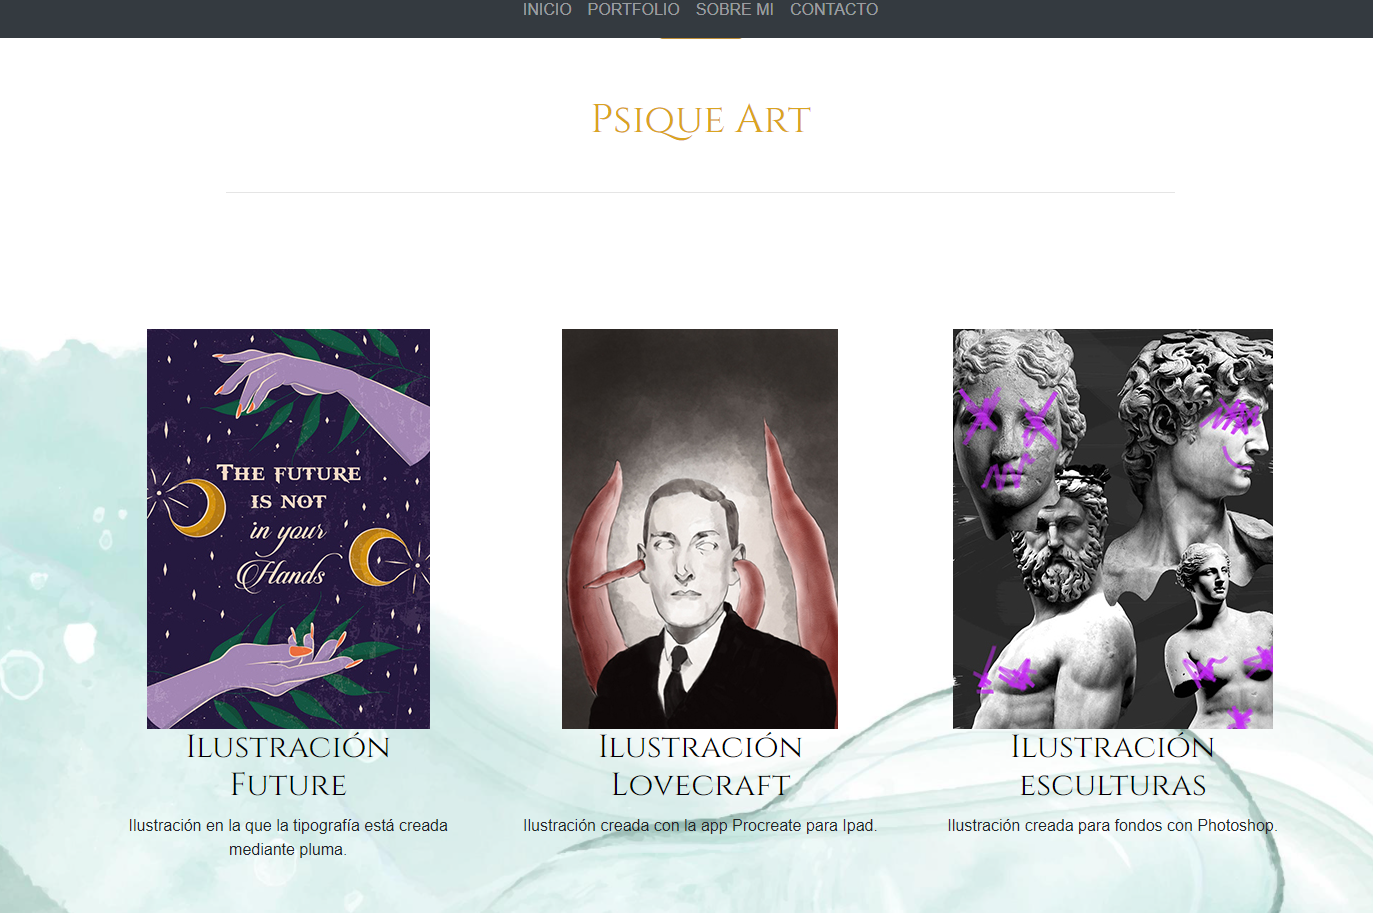 INICIO PORTFOLIO SOBRE MI CONTACTO
Psique Art
The future
is not
in your
Hands
Ilustración
Future
Ilustración en la que la tipografía está creada
mediante pluma.
Ilustración
Lovecraft
Ilustración creada con la app Procreate para Ipad.
Ilustración
esculturas
Ilustración creada para fondos con Photoshop.